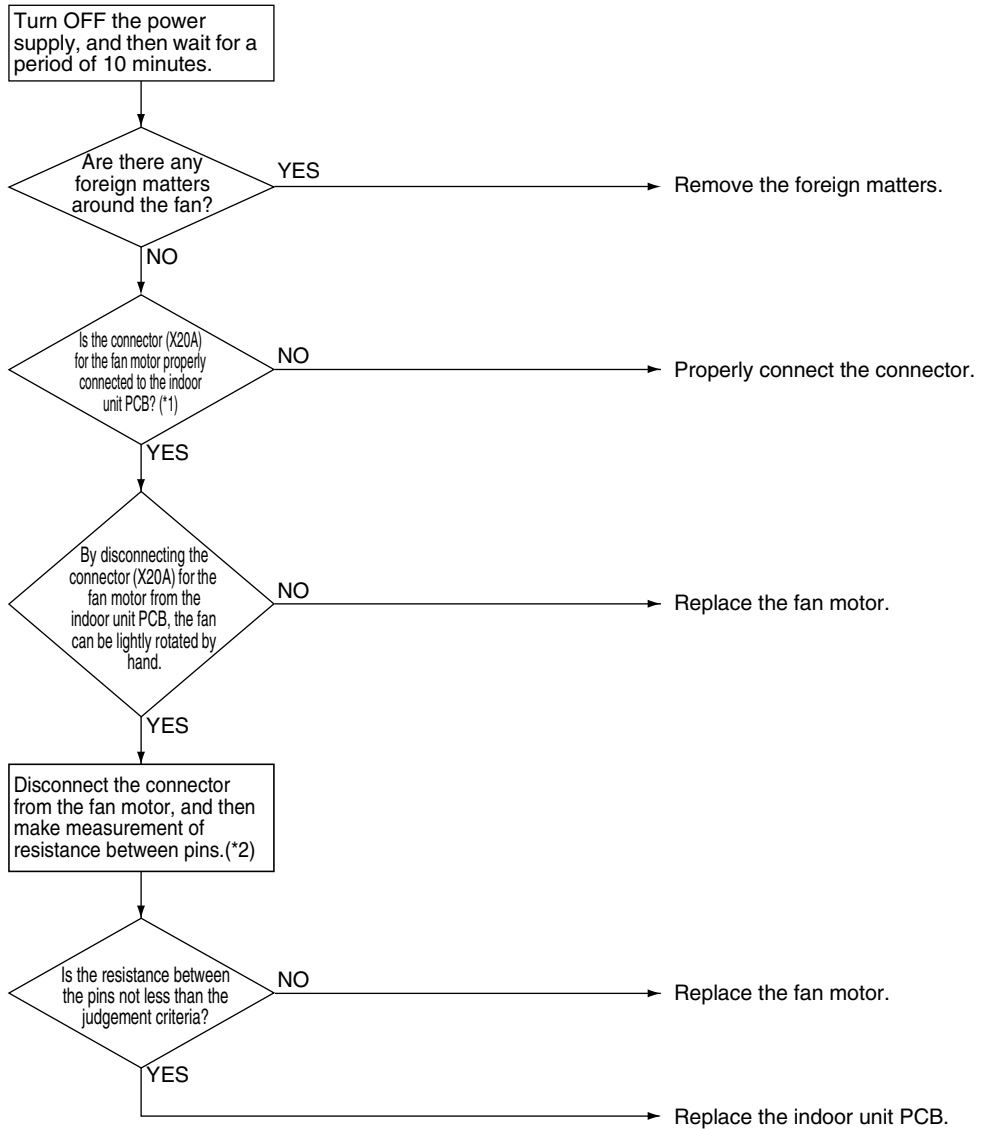 Turn OFF the power
supply, and then wait for a
period of 10 minutes.
Are there any
foreign matters
around the fan?
YES
Remove the foreign matters.
NO
Is the connector (X20A)
for the fan motor properly
connected to the indoor
unit PCB? (*1)
NO
Properly connect the connector.
YES
By disconnecting the
connector (X20A) for the
fan motor from the
indoor unit PCB, the fan
can be lightly rotated by
hand.
NO
Replace the fan motor.
YES
Disconnect the connector
from the fan motor, and then
make measurement of
resistance between pins.(*2)
Is the resistance between
the pins not less than the
judgement criteria?
NO
Replace the fan motor.
YES
Replace the indoor unit PCB.